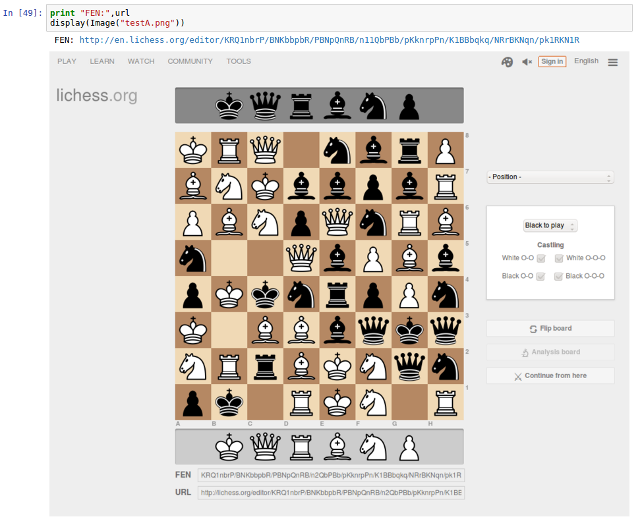 In [49]: print "FEN:",url
display(Image("testA.png"))
FEN: http://en.lichess.org/editor/KRQ1nbrP/BNKbbpbR/PBNpQnRB/n11QbPBb/pKknrpPn/K1BBbqkq/NRrBKNqn/pk1RKN1R
PLAY LEARN WATCH COMMUNITY TOOLS Sign in English
lichess.org
8
7
- Position -
6
Black to play
Castling
5
White O-O White O-O-O
Black O-O Black O-O-O
4
3
Flip board
2
Analysis board
Continue from here
1
A B C D E F G H
FEN KRQ1nbrP/BNKbbpbR/PBNpQnRB/n2QbPBb/pKknrpPn/K1BBbqkq/NRrBKNqn/pk1R
URL http://lichess.org/editor/KRQ1nbrP/BNKbbpbR/PBNpQnRB/n2QbPBb/pKknrpPn/K1BB